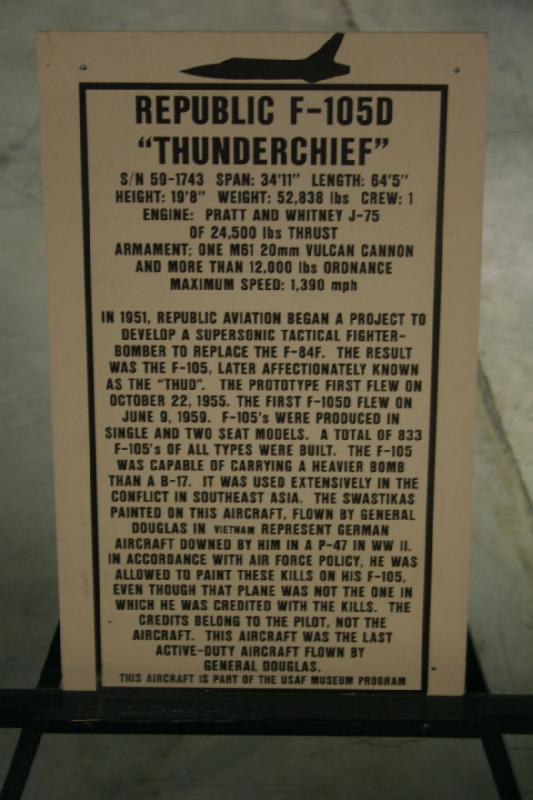 REPUBLIC F-105D
"THUNDERCHIEF"
S/N 59-1743 SPAN: 34'11" LENGTH: 64'5"
HEIGHT: 19'8" WEIGHT: 52,838 lbs CREW: 1
ENGINE: PRATT AND WHITNEY J-75
OF 24,500 lbs THRUST
ARMAMENT: ONE M61 20mm VULCAN CANNON
AND MORE THAN 12,000 lbs ORDNANCE
MAXIMUM SPEED: 1,390 mph
IN 1951, REPUBLIC AVIATION BEGAN A PROJECT TO
DEVELOP A SUPERSONIC TACTICAL FIGHTER-
BOMBER TO REPLACE THE F-84F. THE RESULT
WAS THE F-105, LATER AFFECTIONATELY KNOWN
AS THE "THUD". THE PROTOTYPE FIRST FLEW ON
OCTOBER 22, 1955. THE FIRST F-105D FLEW ON
JUNE 9, 1959. F-105's WERE PRODUCED IN
SINGLE AND TWO SEAT MODELS. A TOTAL OF 833
F-105's OF ALL TYPES WERE BUILT. THE F-105
WAS CAPABLE OF CARRYING A HEAVIER BOMB
THAN A B-17. IT WAS USED EXTENSIVELY IN THE
CONFLICT IN SOUTHEAST ASIA. THE SWASTIKAS
PAINTED ON THIS AIRCRAFT, FLOWN BY GENERAL
DOUGLAS IN VIETNAM REPRESENT GERMAN
AIRCRAFT DOWNED BY HIM IN A P-47 IN WW II.
IN ACCORDANCE WITH AIR FORCE POLICY, HE WAS
ALLOWED TO PAINT THESE KILLS ON HIS F-105,
EVEN THOUGH THAT PLANE WAS NOT THE ONE IN
WHICH HE WAS CREDITED WITH THE KILLS. THE
CREDITS BELONG TO THE PILOT, NOT THE
AIRCRAFT. THIS AIRCRAFT WAS THE LAST
ACTIVE-DUTY AIRCRAFT FLOWN BY
GENERAL DOUGLAS.
THIS AIRCRAFT IS PART OF THE USAF MUSEUM PROGRAM